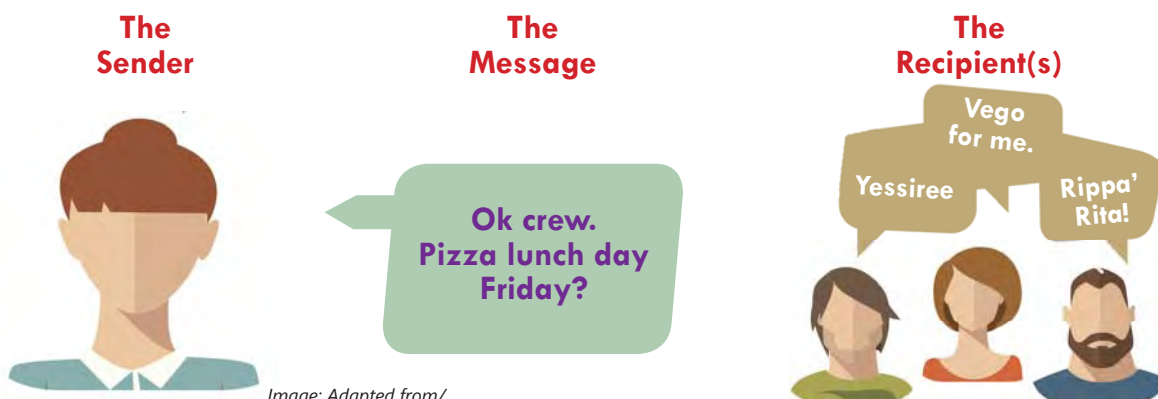 The
Sender
The
Message
The
Recipient(s)
Ok crew.
Pizza lunch day
Friday?
Vego
for me.
Yessiree
Rippa'
Rita!
Image: Adapted from/